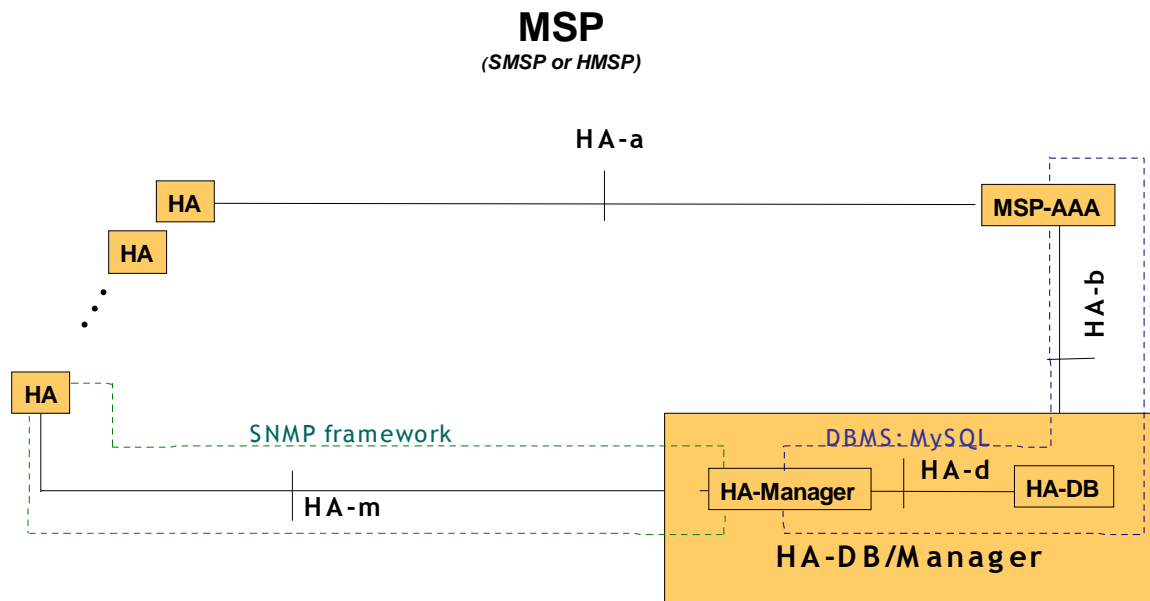 MSP
(SMSP or HMSP)
HA-a
HA
MSP-AAA
HA
HA-b
HA
SNMP framework
DBMS: MySQL
HA-d
HA-Manager
HA-DB
HA-m
HA-DB/Manager